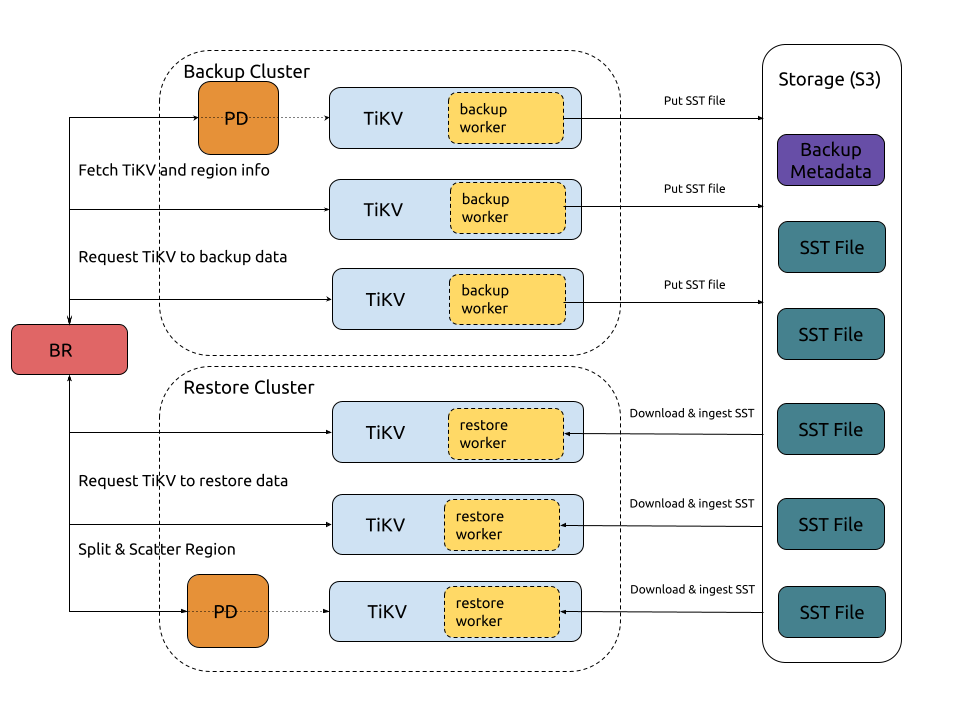 Backup Cluster
PD
TiKV
backup
worker
Put SST file
Fetch TiKV and region info
TiKV
backup
worker
Put SST file
Request TiKV to backup data
TiKV
backup
worker
Put SST file
BR
Restore Cluster
TiKV
restore
worker
Download & ingest SST
Request TiKV to restore data
TiKV
restore
worker
Download & ingest SST
Split & Scatter Region
PD
TiKV
restore
worker
Download & ingest SST
Storage (S3)
Backup
Metadata
SST File
SST File
SST File
SST File
SST File